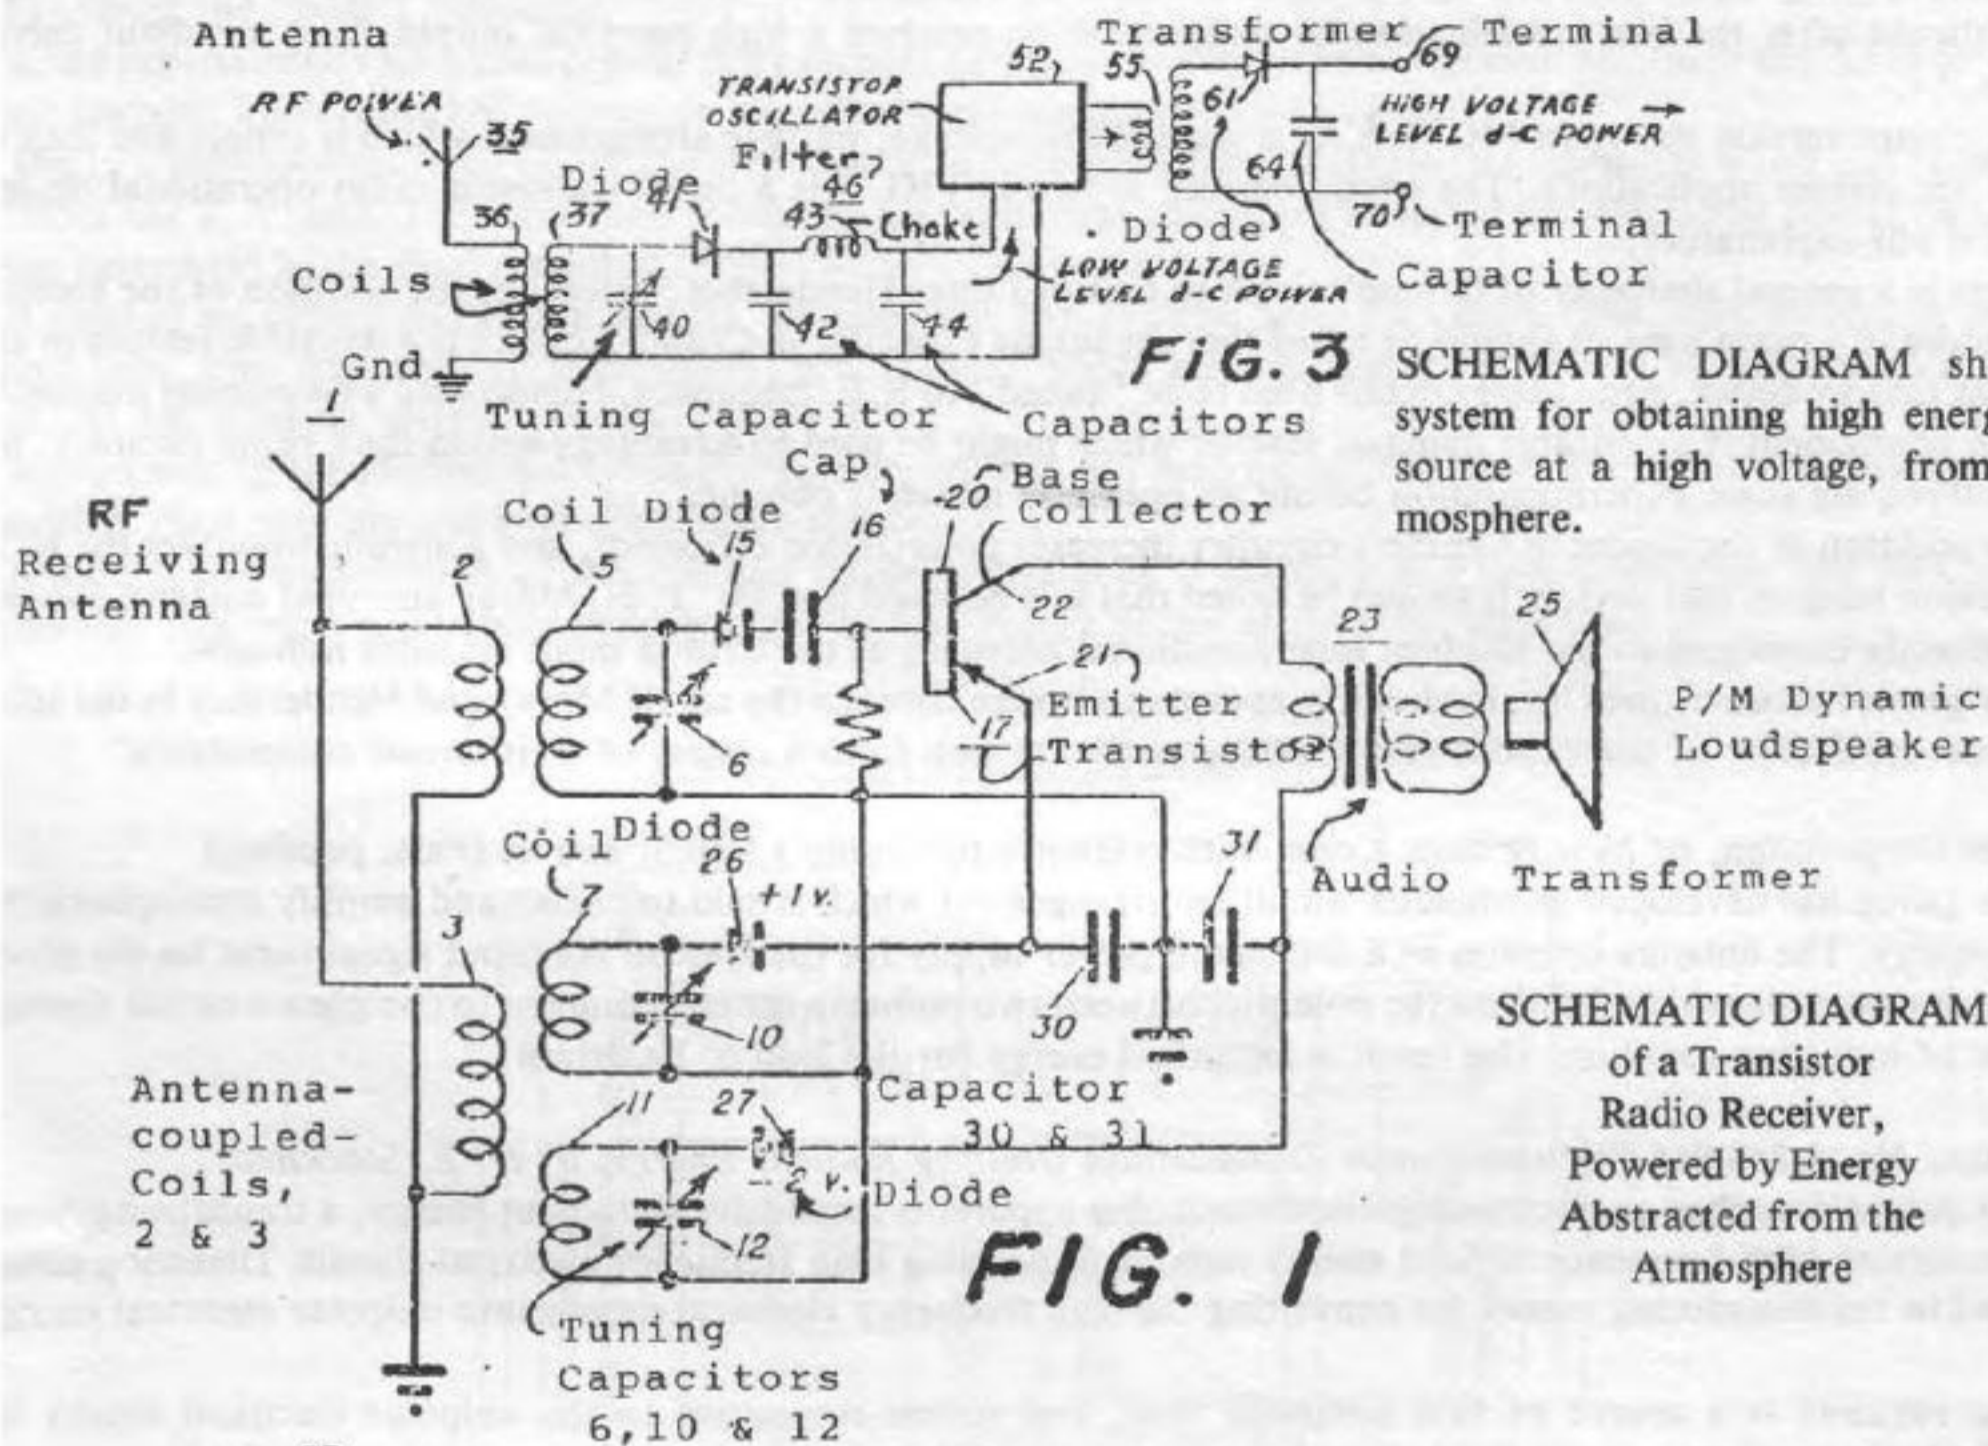 Antenna
RF POWER
35
TRANSISTOR
OSCILLATOR
52
Transformer
55
61
69
Terminal
HIGH VOLTAGE
LEVEL d-c POWER
64
70
Terminal
Diode
Capacitor
Filter
46
43
Choke
Diode
41
36
37
Coils
40
42
44
LOW VOLTAGE
LEVEL d-c POWER
Gnd
Tuning Capacitor
Capacitors
FiG. 3
SCHEMATIC DIAGRAM sh
system for obtaining high energ
source at a high voltage, from
mosphere.
1
RF
Receiving
Antenna
2
Coil
5
Diode
15
Cap
16
20
Base
Collector
22
21
Emitter
17
Transistor
23
25
P/M Dynamic
Loudspeaker
6
Audio Transformer
Coil
7
Diode
26
+1v.
3
10
30
31
Capacitor
30 & 31
Antenna-
coupled-
Coils,
2 & 3
11
27
-2 v.
Diode
12
Tuning
Capacitors
6,10 & 12
FIG. 1
SCHEMATIC DIAGRAM
of a Transistor
Radio Receiver,
Powered by Energy
Abstracted from the
Atmosphere